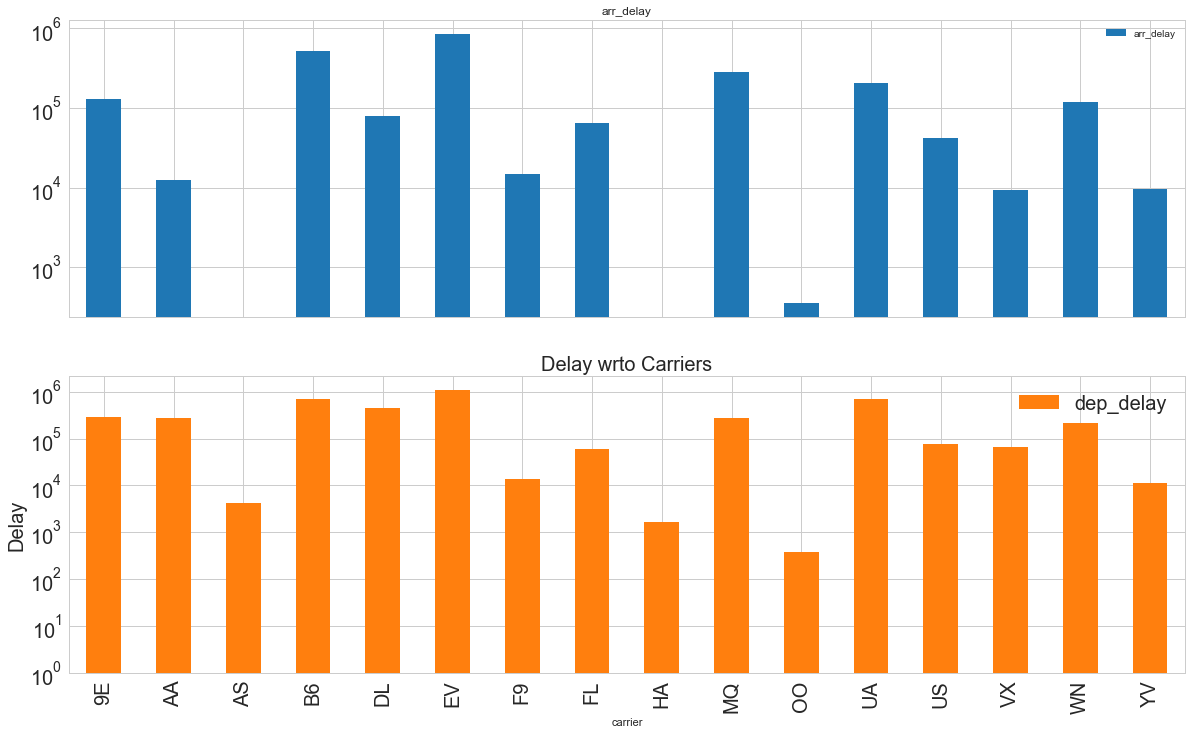 arr_delay
arr_delay
10^6
10^5
10^4
10^3
Delay wrto Carriers
dep_delay
10^6
10^5
10^4
10^3
10^2
10^1
10^0
Delay
9E AA AS B6 DL EV F9 FL HA MQ OO UA US VX WN YV
carrier